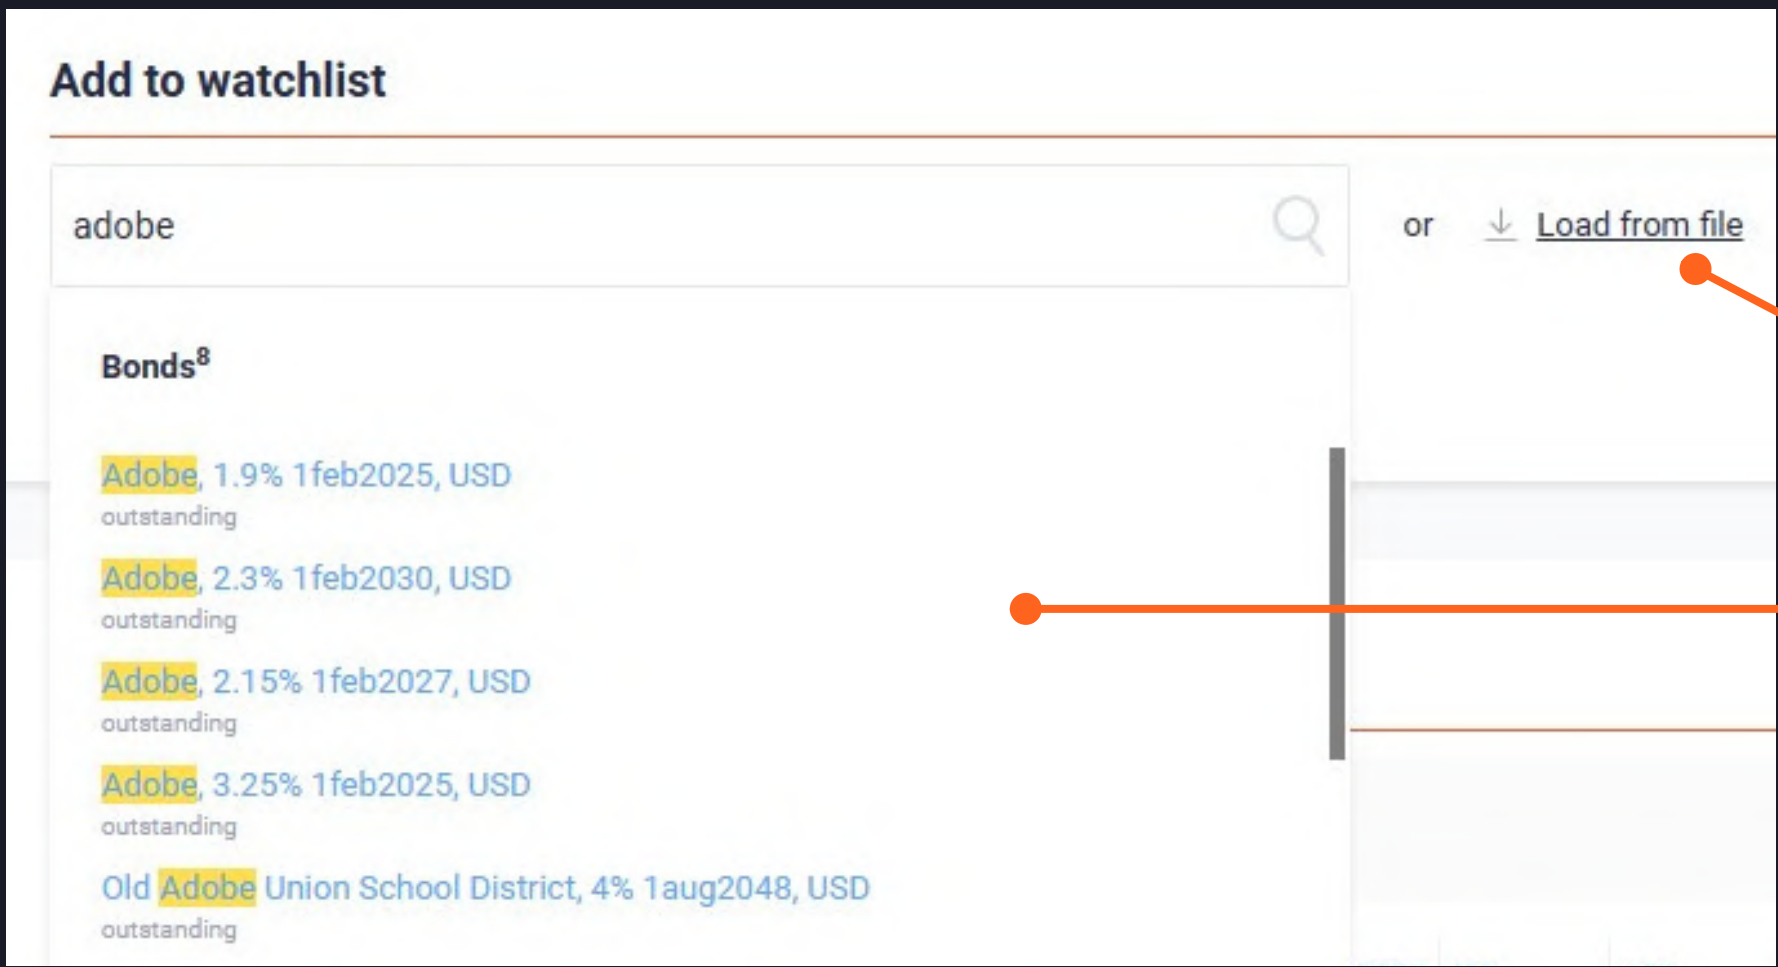 Add to watchlist
adobe
or Load from file
Bonds8
Adobe, 1.9% 1feb2025, USD
outstanding
Adobe, 2.3% 1feb2030, USD
outstanding
Adobe, 2.15% 1feb2027, USD
outstanding
Adobe, 3.25% 1feb2025, USD
outstanding
Old Adobe Union School District, 4% 1aug2048, USD
outstanding